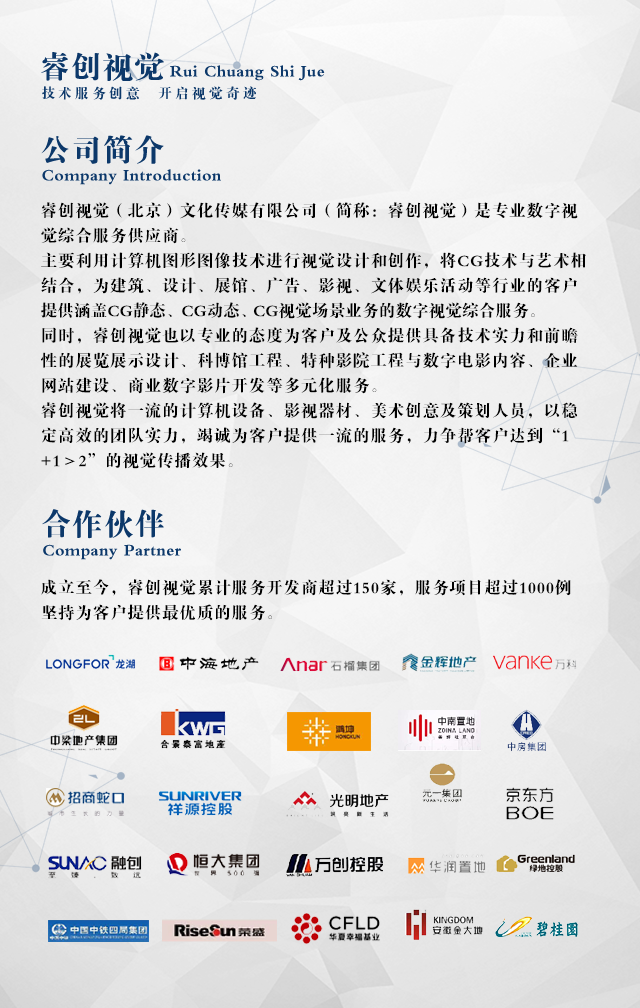 睿创视觉 Rui Chuang Shi Jue
技术服务创意 开启视觉奇迹
公司简介
Company Introduction
睿创视觉（北京）文化传媒有限公司（简称：睿创视觉）是专业数字视
觉综合服务供应商。
主要利用计算机图形图像技术进行视觉设计和创作，将CG技术与艺术相
结合，为建筑、设计、展馆、广告、影视、文体娱乐活动等行业的客户
提供涵盖CG静态、CG动态、CG视觉场景业务的数字视觉综合服务。
同时，睿创视觉也以专业的态度为客户及公众提供具备技术实力和前瞻
性的展览展示设计、科博馆工程、特种影院工程与数字电影内容、企业
网站建设、商业数字影片开发等多元化服务。
睿创视觉将一流的计算机设备、影视器材、美术创意及策划人员，以稳
定高效的团队实力，竭诚为客户提供一流的服务，力争帮客户达到“1
+1＞2”的视觉传播效果。
合作伙伴
Company Partner
成立至今，睿创视觉累计服务开发商超过150家，服务项目超过1000例
坚持为客户提供最优质的服务。
LONGFOR 龙湖 中海地产 Anar 石榴集团 金辉地产 vanke 万科
中梁地产集团 KWG 合景泰富地产 鸿坤 HONGKUN 中南置地 ZOINA LAND 中房集团
招商蛇口 城市生长的力量 SUNRIVER 祥源控股 光明地产 元一集团 京东方 BOE
SUNAC 融创 至臻，致远 恒大集团 世界500强 万创控股 华润置地 Greenland 绿地控股
中国中铁四局集团 RiseSun 荣盛 CFLD 华夏幸福基业 KINGDOM 安徽金大地 碧桂园